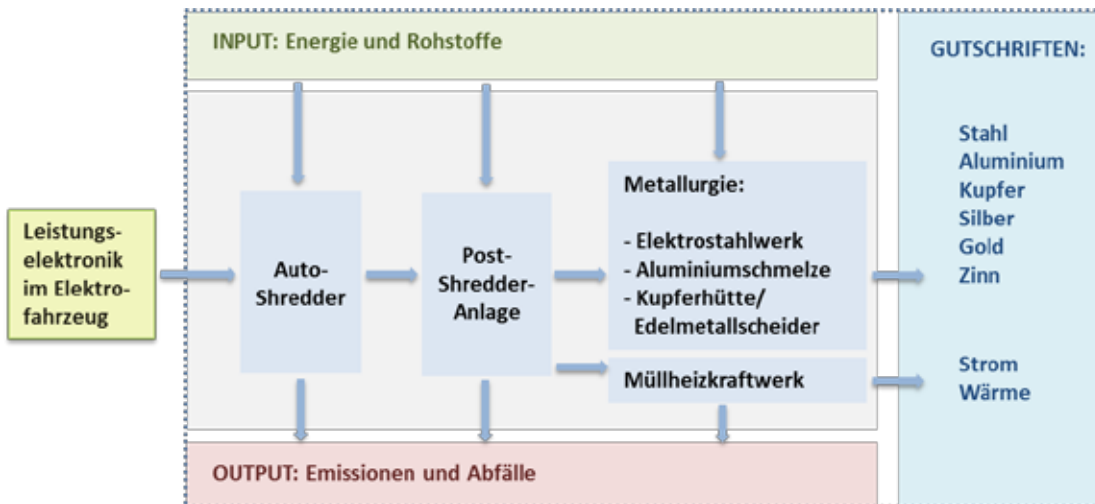 INPUT: Energie und Rohstoffe
GUTSCHRIFTEN:
Leistungs-
elektronik
im Elektro-
fahrzeug
Auto-
Shredder
Post-
Shredder-
Anlage
Metallurgie:
- Elektrostahlwerk
- Aluminiumschmelze
- Kupferhütte/
Edelmetallscheider
Müllheizkraftwerk
Stahl
Aluminium
Kupfer
Silber
Gold
Zinn
Strom
Wärme
OUTPUT: Emissionen und Abfälle